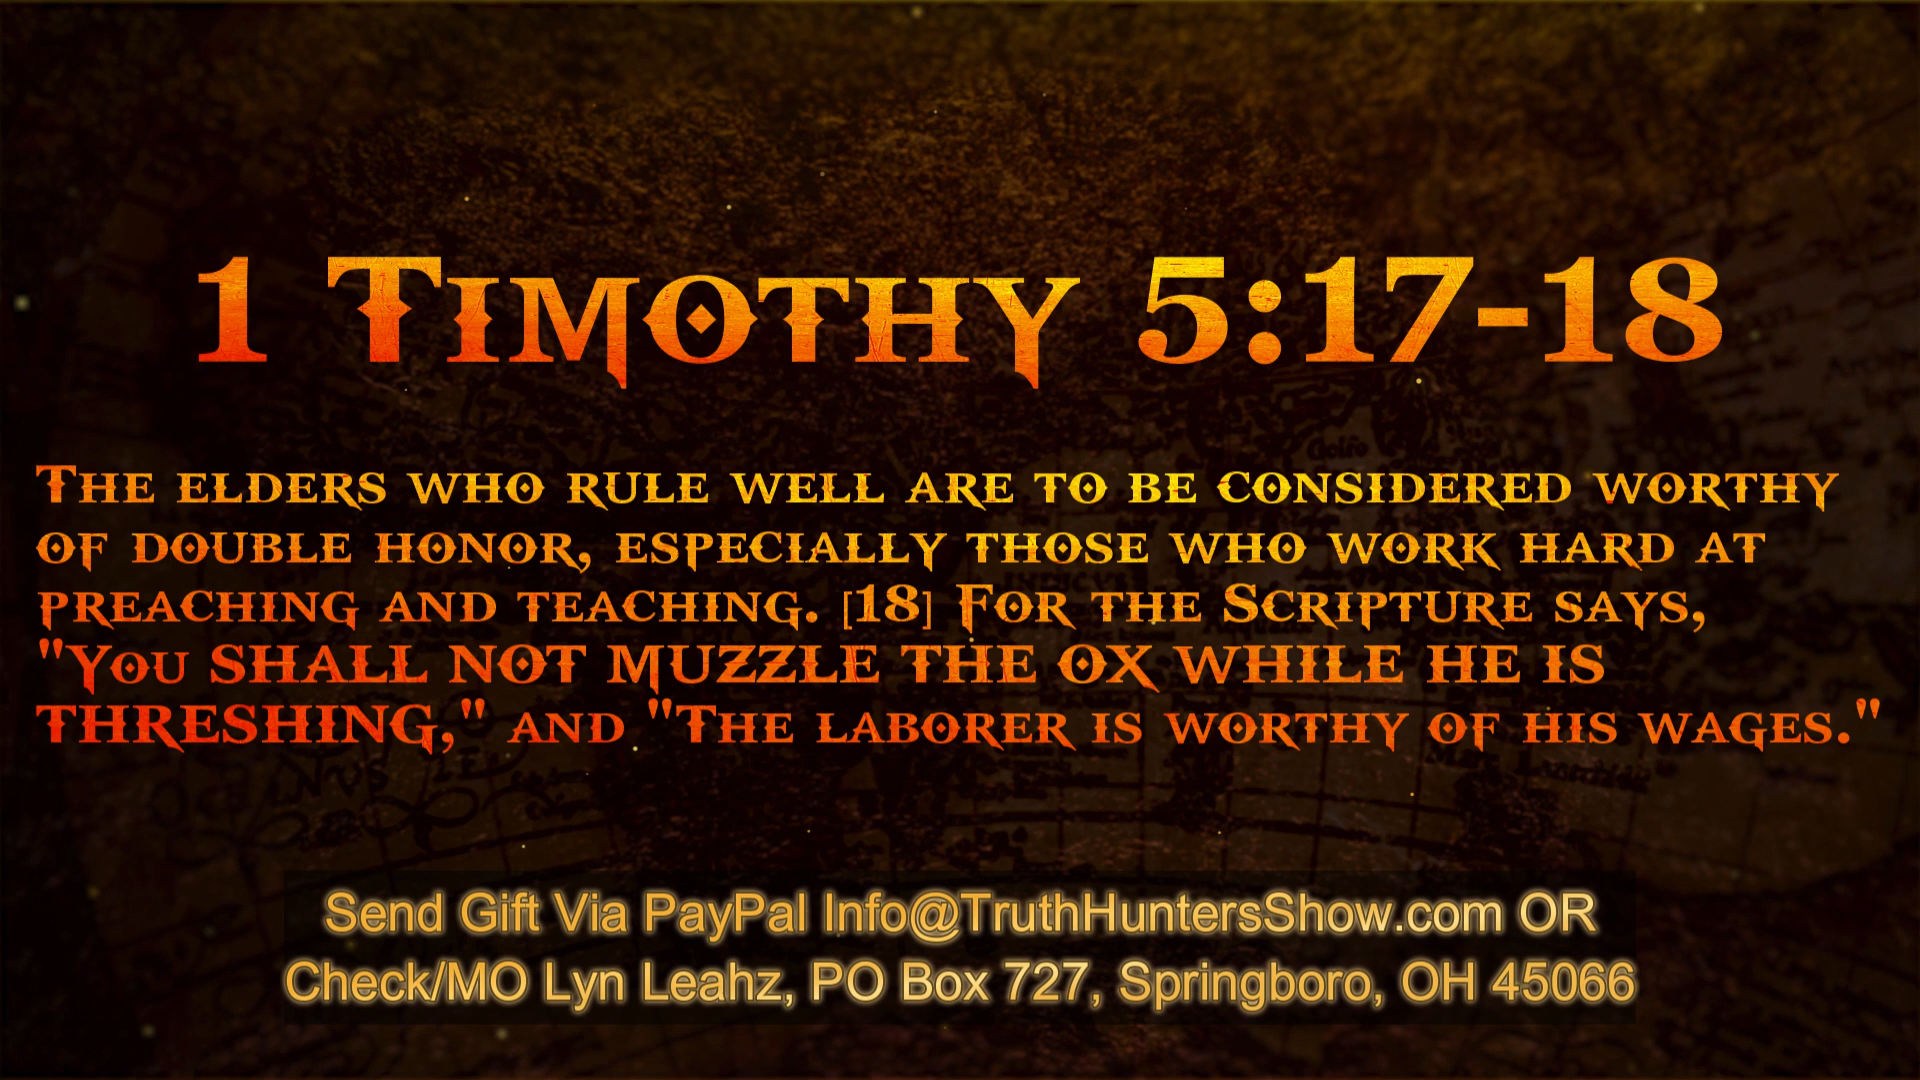 1 Timothy 5:17-18
The elders who rule well are to be considered worthy
of double honor, especially those who work hard at
preaching and teaching. [18] For the Scripture says,
"You SHALL NOT MUZZLE THE OX WHILE HE IS
THRESHING," and "The laborer is worthy of his wages."
Send Gift Via PayPal Info@TruthHuntersShow.com OR
Check/MO Lyn Leahz, PO Box 727, Springboro, OH 45066